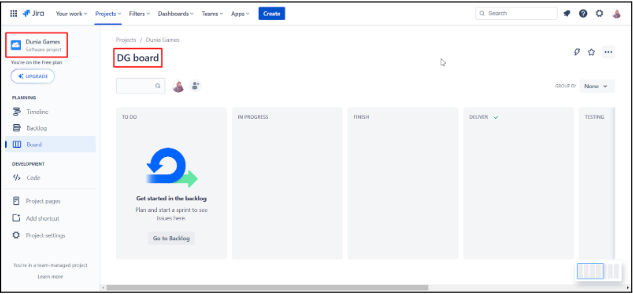 Jira Your work Projects Filters Dashboards Teams Apps Create Search
Dunia Games
Software project
You're on the free plan
UPGRADE
PLANNING
Timeline
Backlog
Board
DEVELOPMENT
Code
Project pages
Add shortcut
Project settings
You're in a team-managed project
Learn more
Projects / Dunia Games
DG board
GROUP BY None
TO DO IN PROGRESS FINISH DELIVER TESTING
Get started in the backlog
Plan and start a sprint to see
issues here.
Go to Backlog